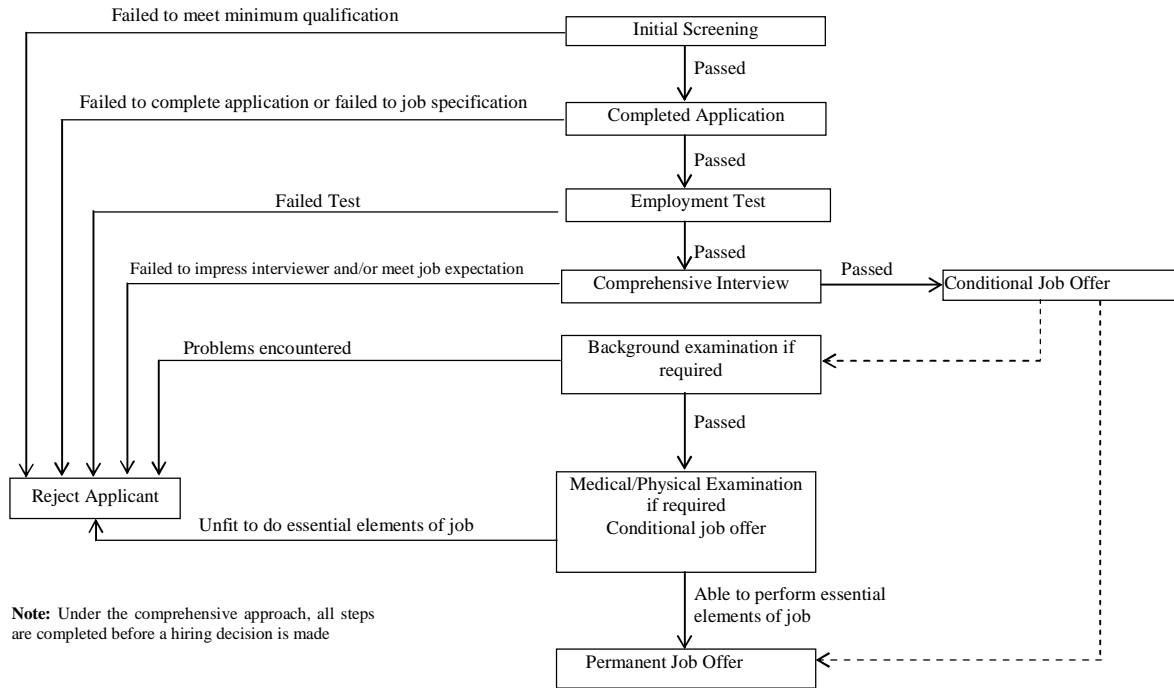 Failed to meet minimum qualification
Initial Screening
Passed
Failed to complete application or failed to job specification
Completed Application
Passed
Failed Test
Employment Test
Passed
Failed to impress interviewer and/or meet job expectation
Comprehensive Interview
Passed
Conditional Job Offer
Problems encountered
Background examination if
required
Passed
Reject Applicant
Medical/Physical Examination
if required
Conditional job offer
Unfit to do essential elements of job
Able to perform essential
elements of job
Note: Under the comprehensive approach, all steps
are completed before a hiring decision is made
Permanent Job Offer